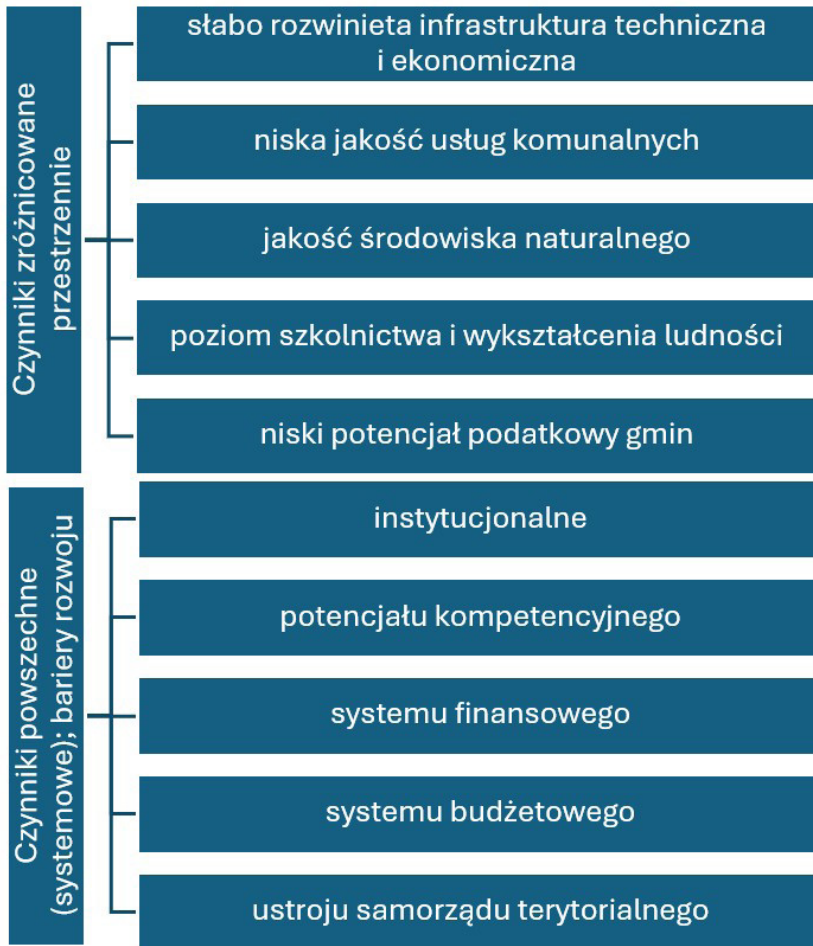 Czynniki zróżnicowane
przestrzennie
słabo rozwinieta infrastruktura techniczna
i ekonomiczna
niska jakość usług komunalnych
jakość środowiska naturalnego
poziom szkolnictwa i wykształcenia ludności
niski potencjał podatkowy gmin
Czynniki powszechne
(systemowe); bariery rozwoju
instytucjonalne
potencjału kompetencyjnego
systemu finansowego
systemu budżetowego
ustroju samorządu terytorialnego